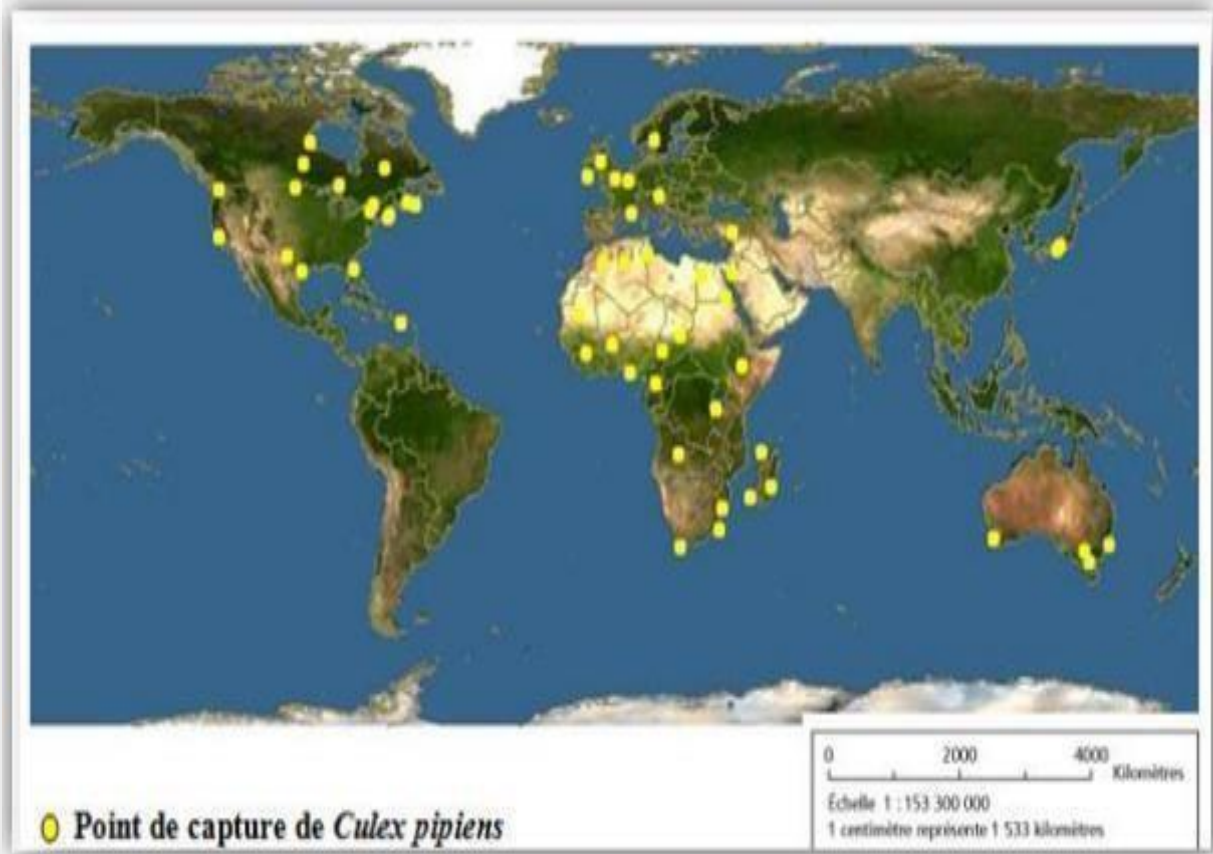 0 2000 4000
Kilomètres
Échelle 1 : 153 300 000
1 centimètre représente 1 533 kilomètres
Point de capture de Culex pipiens